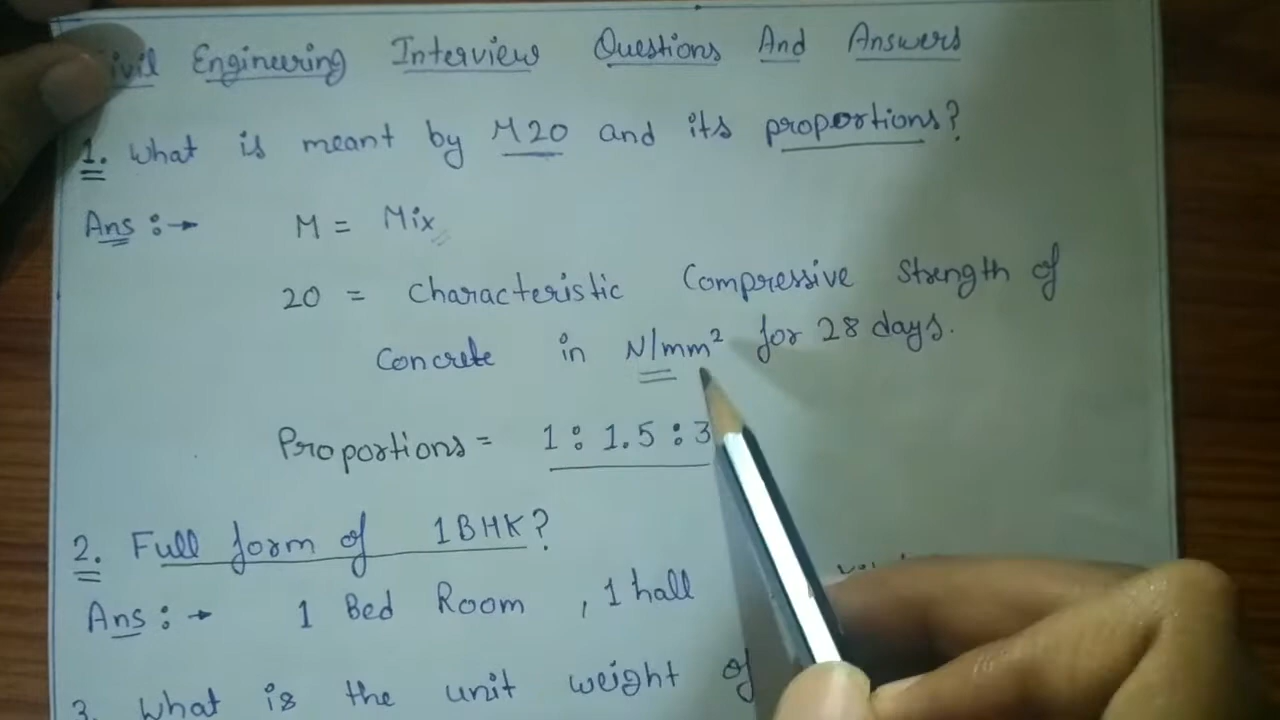 Civil Engineering Interview Questions And Answers
1. What is meant by M20 and its proportions?
Ans :→ M = Mix
20 = Characteristic Compressive Strength of
Concrete in N/mm² for 28 days.
Proportions = 1 : 1.5 : 3
2. Full form of 1BHK?
Ans :→ 1 Bed Room , 1 hall
3. What is the unit weight of